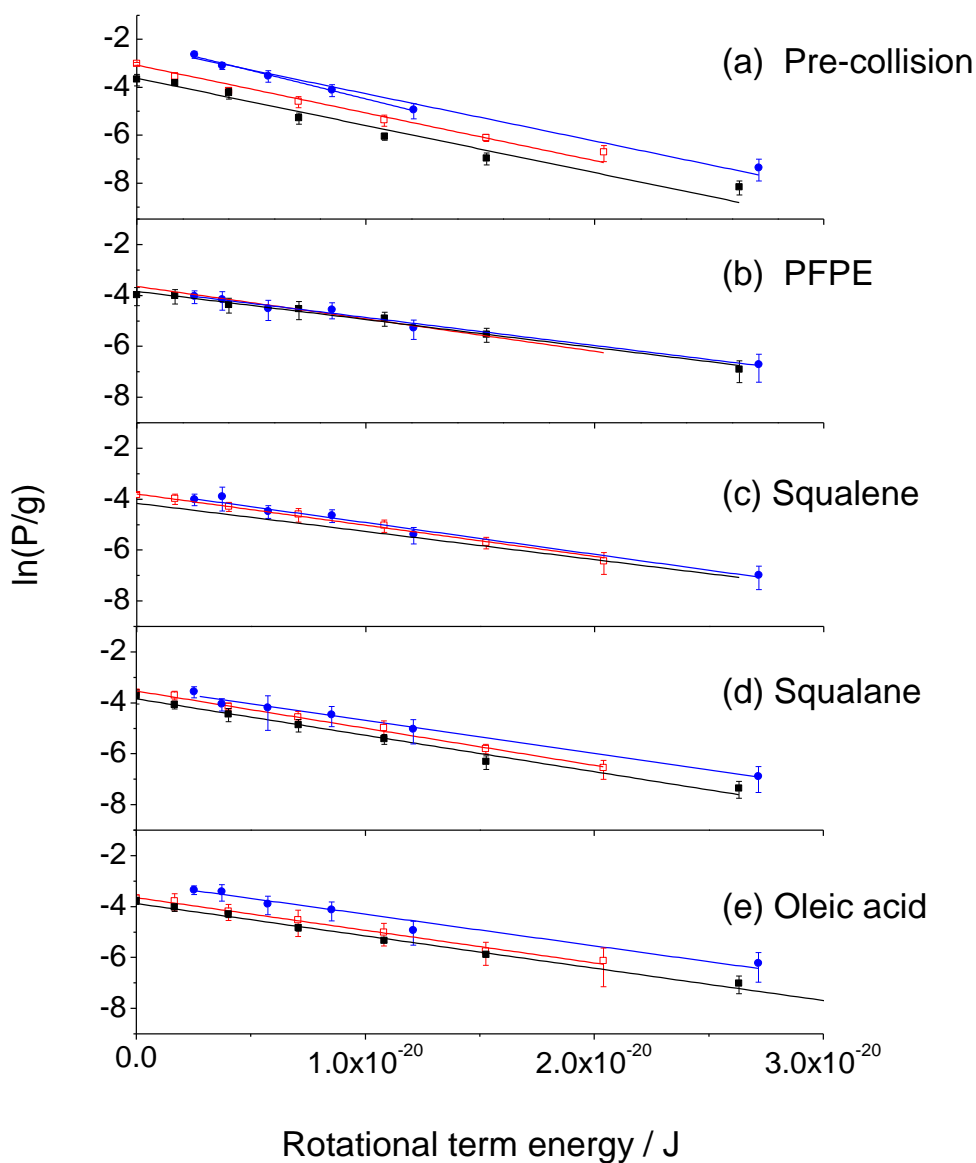 -2
-4
-6
-8
(a) Pre-collision
-2
-4
-6
-8
(b) PFPE
-2
-4
-6
-8
(c) Squalene
-2
-4
-6
-8
(d) Squalane
-2
-4
-6
-8
(e) Oleic acid
ln(P/g)
0.0 1.0x10⁻²⁰ 2.0x10⁻²⁰ 3.0x10⁻²⁰
Rotational term energy / J